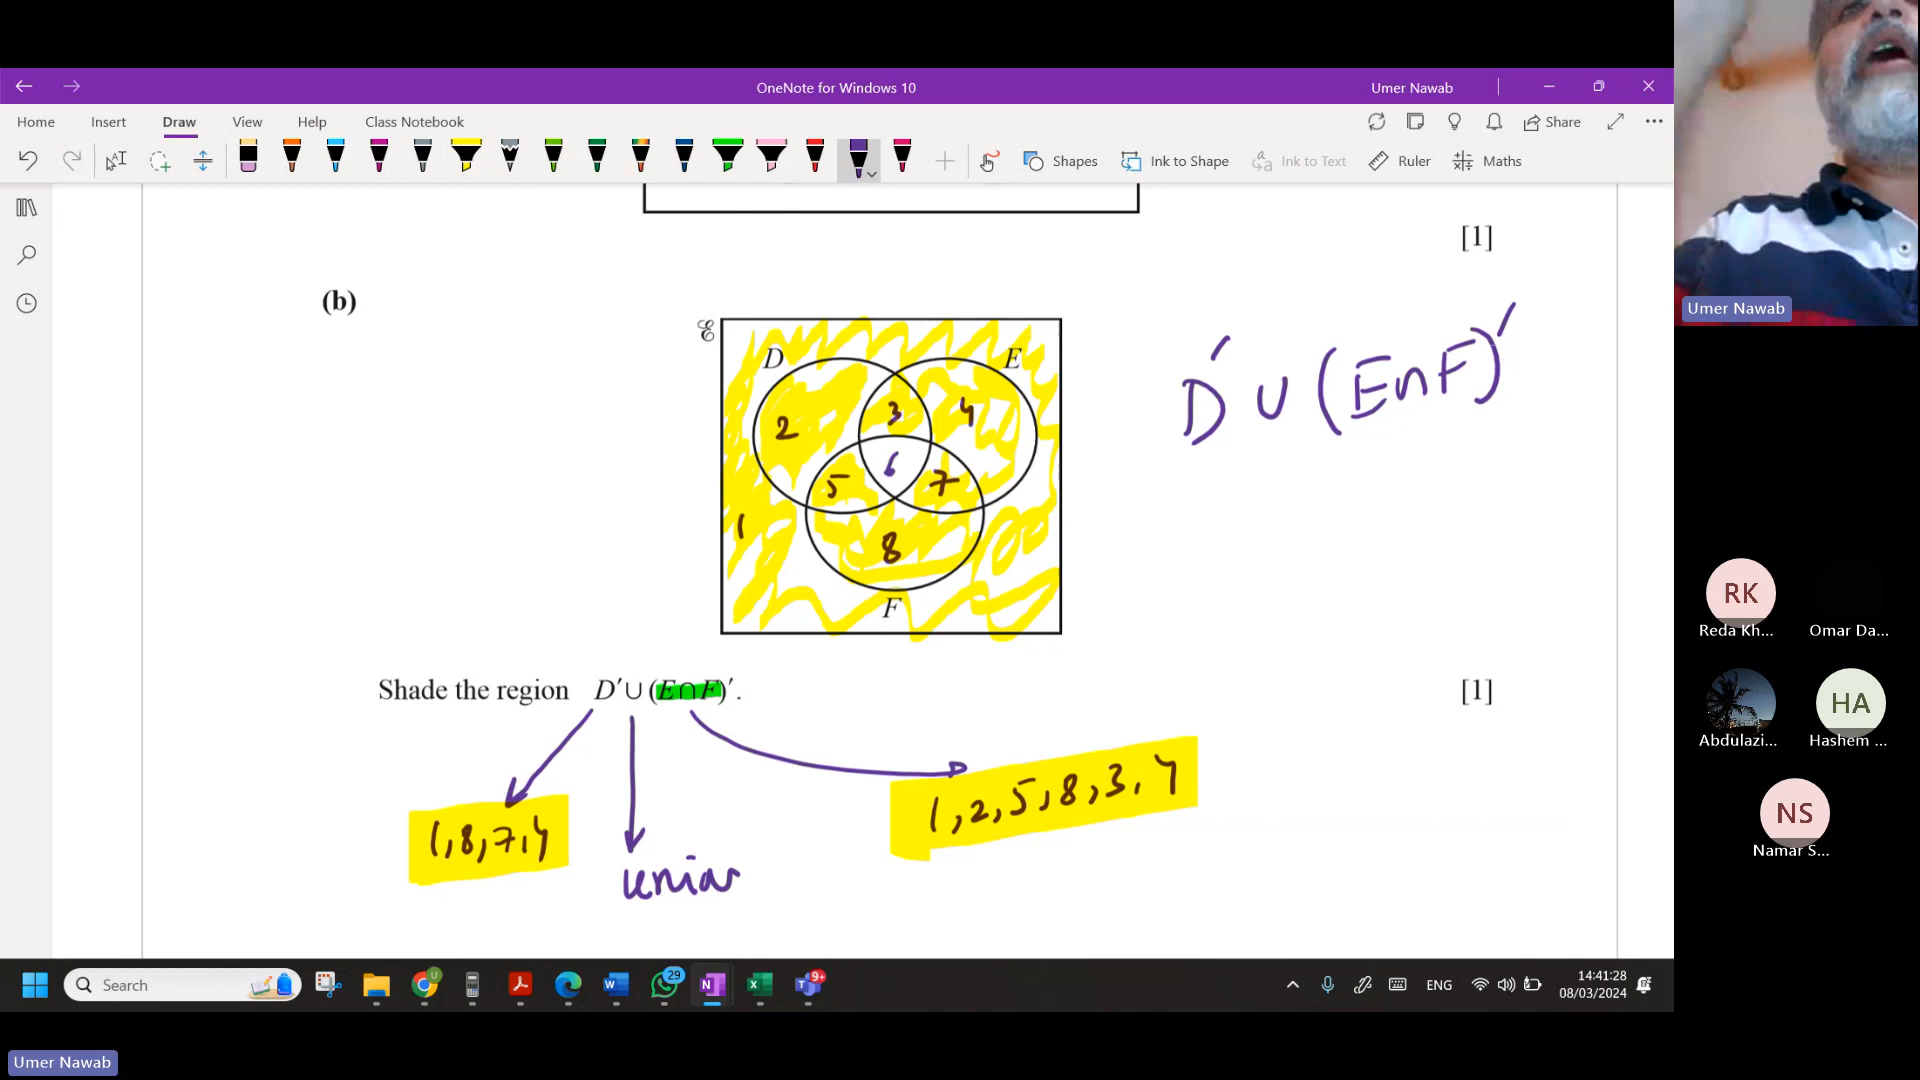 OneNote for Windows 10
Umer Nawab
Home Insert Draw View Help Class Notebook
Share
Shapes Ink to Shape Ink to Text Ruler Maths
[1]
(b)
ℰ
D E
2 3 4
6
5 7
1
8
F
D′ ∪ (E∩F)′
Shade the region D′∪(E∩F)′.
[1]
1,8,7,4
union
1,2,5,8,3,4
Umer Nawab
RK
Reda Kh...
Omar Da...
Abdulazi...
HA
Hashem ...
NS
Namar S...
Search
29
9+
ENG
14:41:28
08/03/2024
Umer Nawab